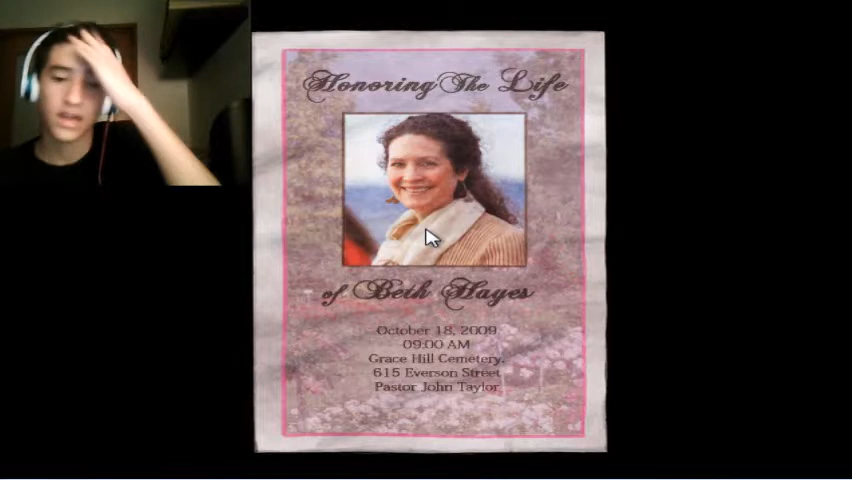 Honoring The Life
of Beth Hayes
October 18, 2009
09:00 AM
Grace Hill Cemetery.
615 Everson Street
Pastor John Taylor